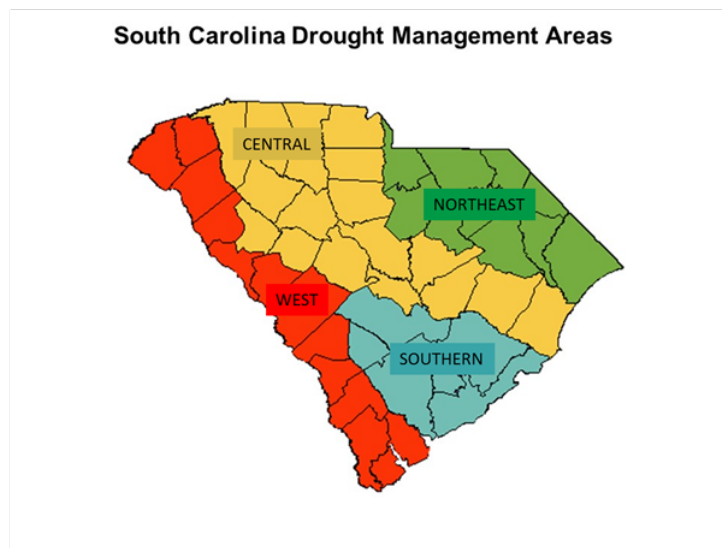 South Carolina Drought Management Areas
CENTRAL
NORTHEAST
WEST
SOUTHERN